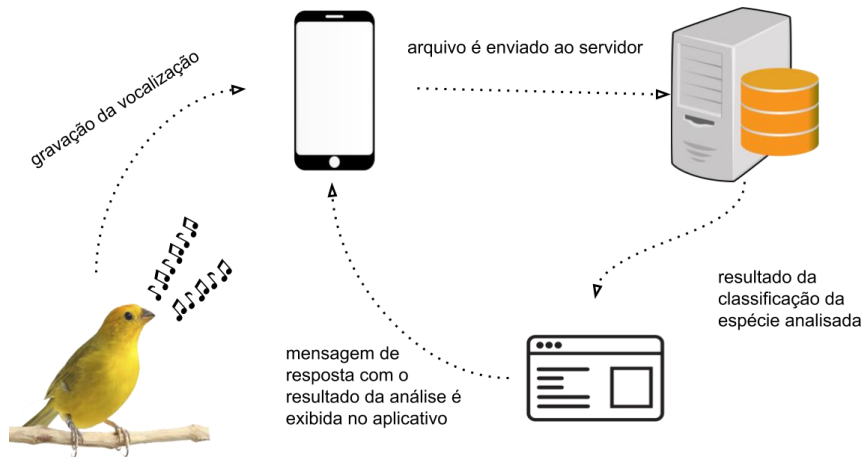 gravação da vocalização
arquivo é enviado ao servidor
resultado da
classificação da
espécie analisada
mensagem de
resposta com o
resultado da análise é
exibida no aplicativo